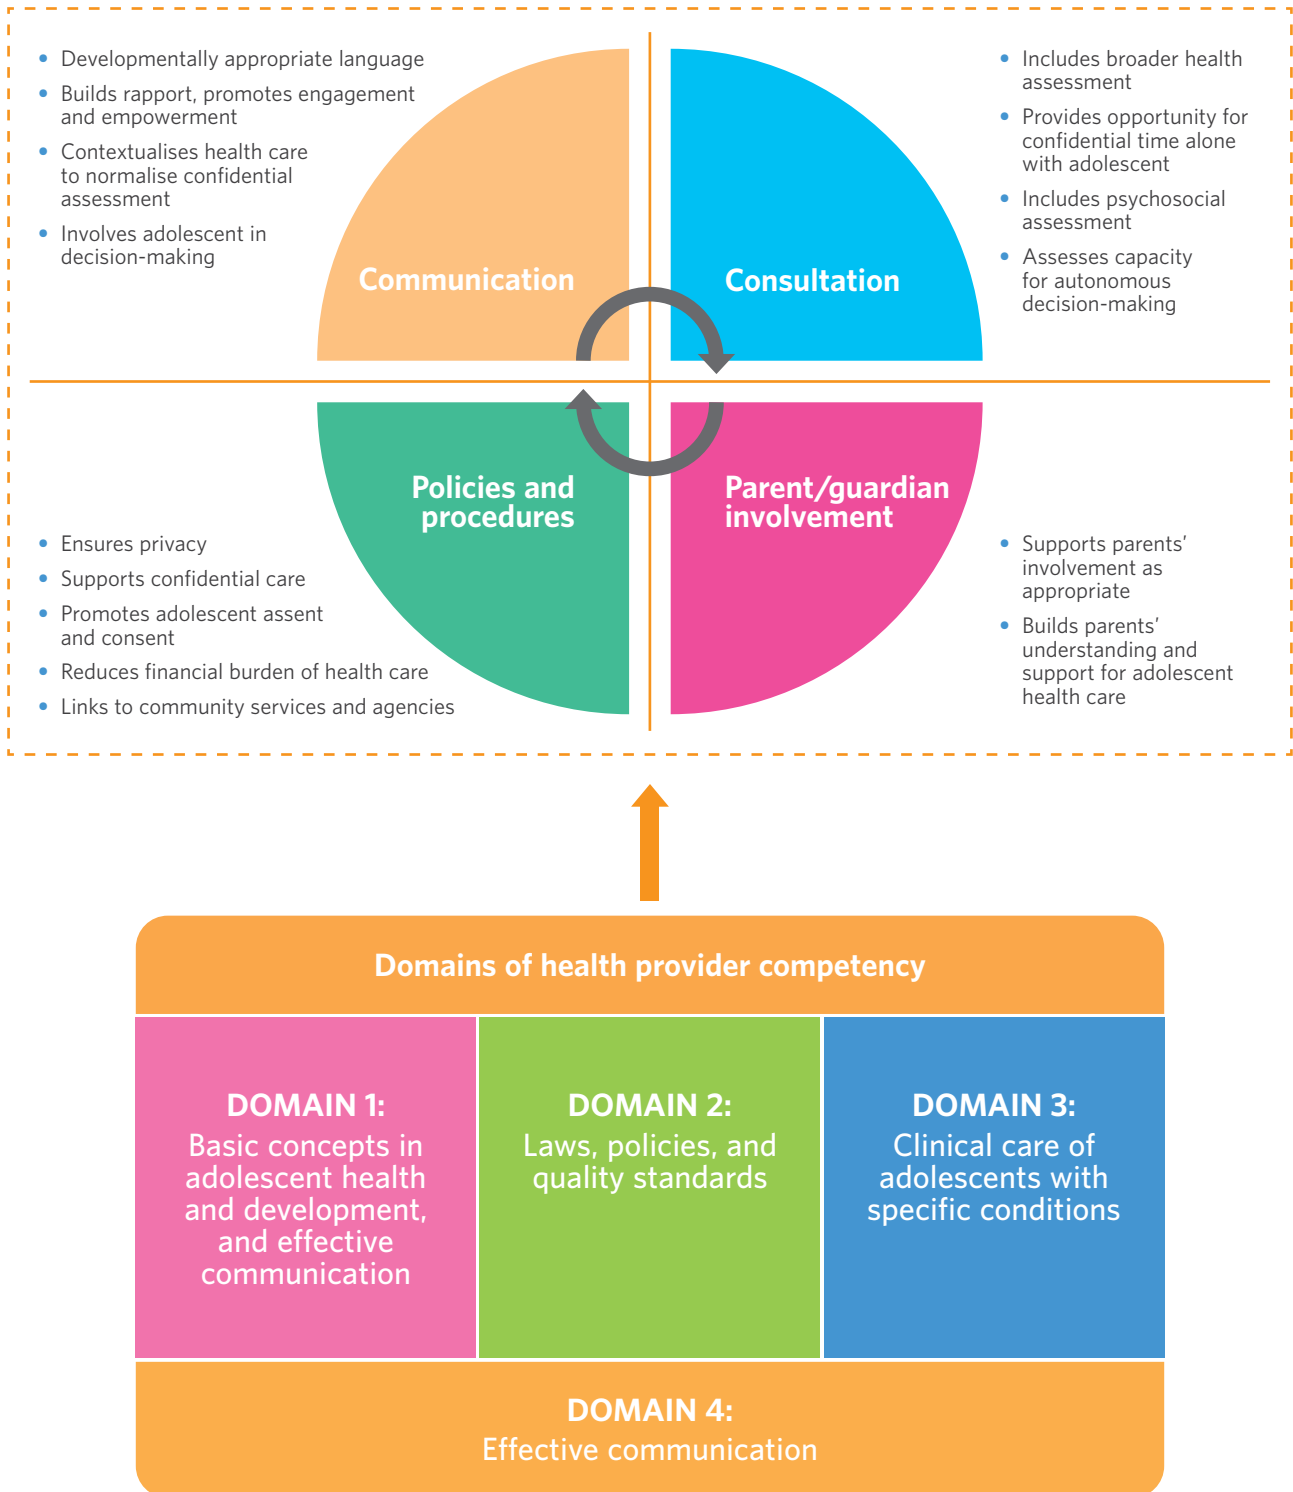 • Developmentally appropriate language
• Builds rapport, promotes engagement
and empowerment
• Contextualises health care
to normalise confidential
assessment
• Involves adolescent in
decision-making
Communication
Consultation
• Includes broader health
assessment
• Provides opportunity for
confidential time alone
with adolescent
• Includes psychosocial
assessment
• Assesses capacity
for autonomous
decision-making
Policies and
procedures
• Ensures privacy
• Supports confidential care
• Promotes adolescent assent
and consent
• Reduces financial burden of health care
• Links to community services and agencies
Parent/guardian
involvement
• Supports parents’
involvement as
appropriate
• Builds parents’
understanding and
support for adolescent
health care
Domains of health provider competency
DOMAIN 1:
Basic concepts in
adolescent health
and development,
and effective
communication
DOMAIN 2:
Laws, policies, and
quality standards
DOMAIN 3:
Clinical care of
adolescents with
specific conditions
DOMAIN 4:
Effective communication